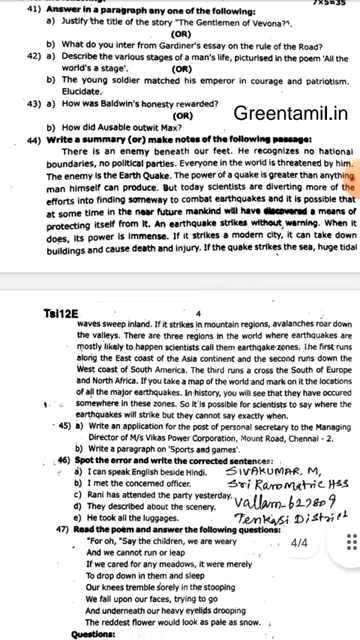 7x5=35
41) Answer in a paragraph any one of the following:
a) Justify the title of the story "The Gentlemen of Vevona?".
(OR)
b) What do you inter from Gardiner's essay on the rule of the Road?
42) a) Describe the various stages of a man's life, picturised in the poem 'All the
world's a stage'.
(OR)
b) The young soldier matched his emperor in courage and patriotism.
Elucidate.
43) a) How was Baldwin's honesty rewarded?
(OR)
Greentamil.in
b) How did Ausable outwit Max?
44) Write a summary (or) make notes of the following passage:
There is an enemy beneath our feet. He recognizes no national
boundaries, no political parties. Everyone in the world is threatened by him.
The enemy is the Earth Quake. The power of a quake is greater than anything
man himself can produce. But today scientists are diverting more of the
efforts into finding someway to combat earthquakes and it is possible that
at some time in the near future mankind will have discovered a means of
protecting itself from it. An earthquake strikes without warning. When it
does, its power is immense. If it strikes a modern city, it can take down
buildings and cause death and injury. If the quake strikes the sea, huge tidal
Tsi12E
4
waves sweep inland. If it strikes in mountain regions, avalanches roar down
the valleys. There are three regions in the world where earthquakes are
mostly likely to happen scientists call them earthqake zones. The first runs
along the East coast of the Asia continent and the second runs down the
West coast of South America. The third runs a cross the South of Europe
and North Africa. If you take a map of the world and mark on it the locations
of all the major earthquakes. In history, you will see that they have occured
somewhere in these zones. So it is possible for scientists to say where the
earthquakes will strike but they cannot say exactly when.
45) a) Write an application for the post of personal secretary to the Managing
Director of M/s Vikas Power Corporation, Mount Road, Chennai - 2.
b) Write a paragraph on 'Sports and games'.
46) Spot the error and write the corrected sentences:
a) I can speak English beside Hindi.
SIVAKUMAR. M,
b) I met the concerned officer.
Sri Ram Matric HSS
c) Rani has attended the party yesterday.
Vallam-627809
d) They described about the scenery.
Tenkasi District
e) He took all the luggages.
47) Read the poem and answer the following questions:
4/4
"For oh, "Say the children, we are weary
And we cannot run or leap
If we cared for any meadows, it were merely
To drop down in them and sleep
Our knees tremble sorely in the stooping
We fall upon our faces, trying to go
And underneath our heavy eyelids drooping
The reddest flower would look as pale as snow.
Questions: